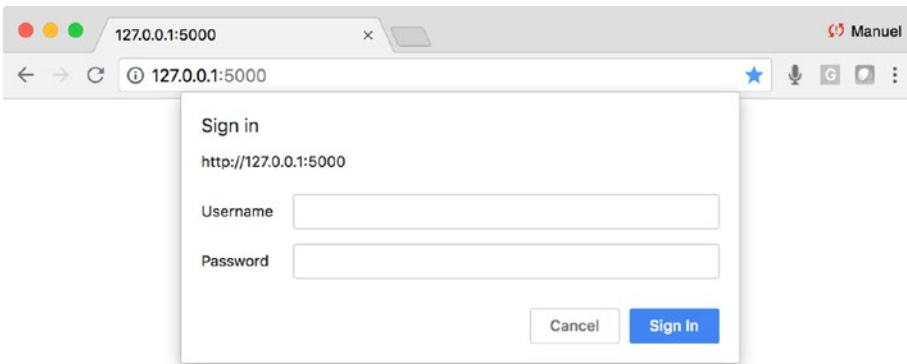 127.0.0.1:5000 Manuel
127.0.0.1:5000 G
Sign in
http://127.0.0.1:5000
Username
Password
Cancel Sign In